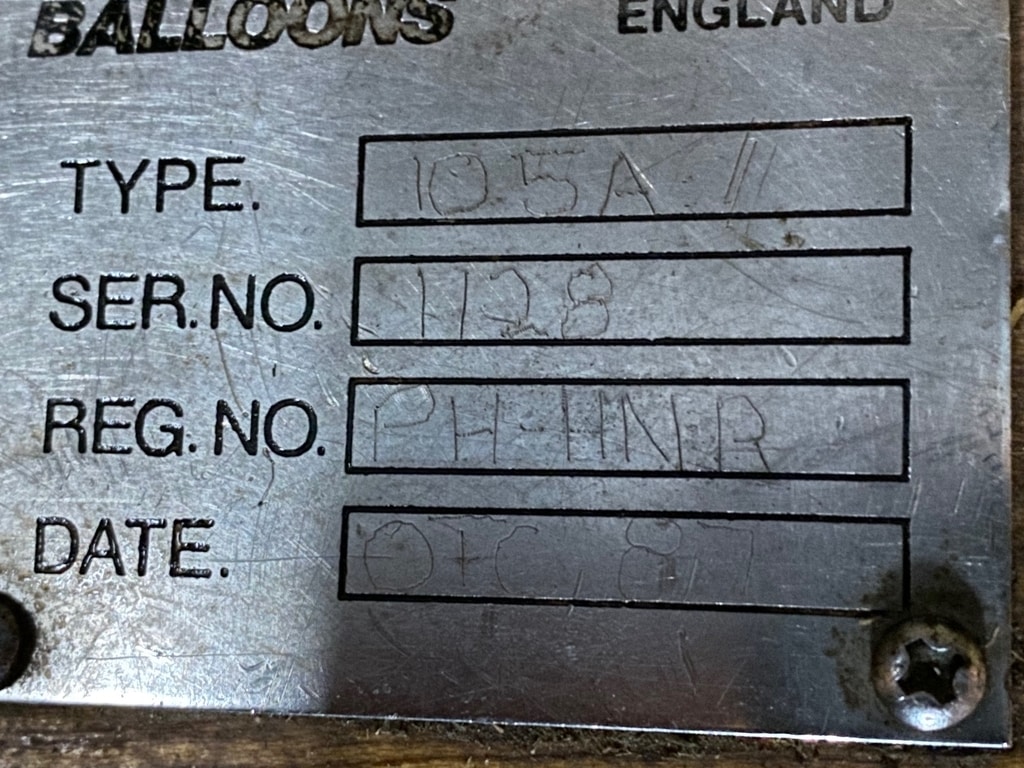 BALLOONS ENGLAND
TYPE. 105A //
SER.NO. 1128
REG.NO. PH-HNR
DATE. OTC, 87